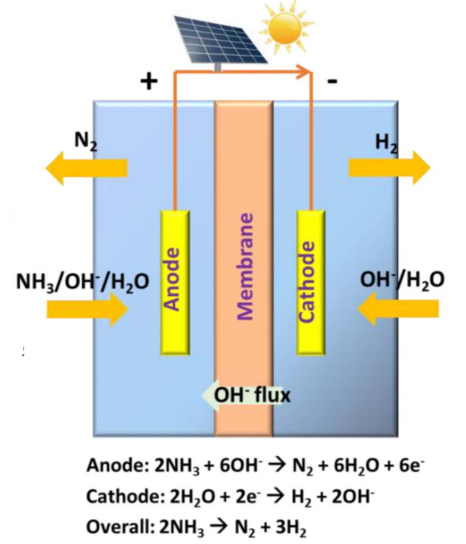 + -
N₂ H₂
NH₃/OH⁻/H₂O OH⁻/H₂O
Anode
Membrane
Cathode
OH⁻ flux
Anode: 2NH₃ + 6OH⁻ → N₂ + 6H₂O + 6e⁻
Cathode: 2H₂O + 2e⁻ → H₂ + 2OH⁻
Overall: 2NH₃ → N₂ + 3H₂